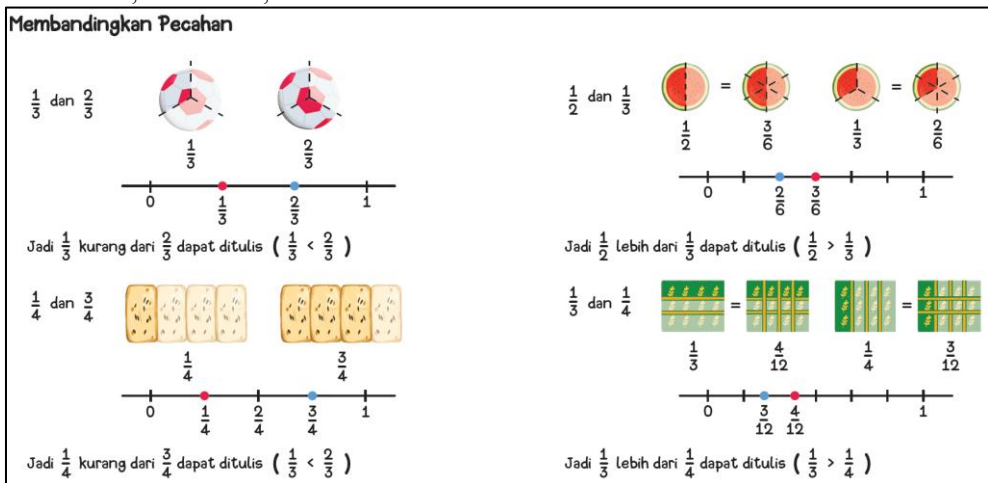 Membandingkan Pecahan
1/3 dan 2/3
1/3 2/3
0 1/3 2/3 1
Jadi 1/3 kurang dari 2/3 dapat ditulis ( 1/3 < 2/3 )
1/4 dan 3/4
1/4 3/4
0 1/4 2/4 3/4 1
Jadi 1/4 kurang dari 3/4 dapat ditulis ( 1/3 < 2/3 )
1/2 dan 1/3
= =
1/2 3/6 1/3 2/6
0 2/6 3/6 1
Jadi 1/2 lebih dari 1/3 dapat ditulis ( 1/2 > 1/3 )
1/3 dan 1/4
= =
1/3 4/12 1/4 3/12
0 3/12 4/12 1
Jadi 1/3 lebih dari 1/4 dapat ditulis ( 1/3 > 1/4 )